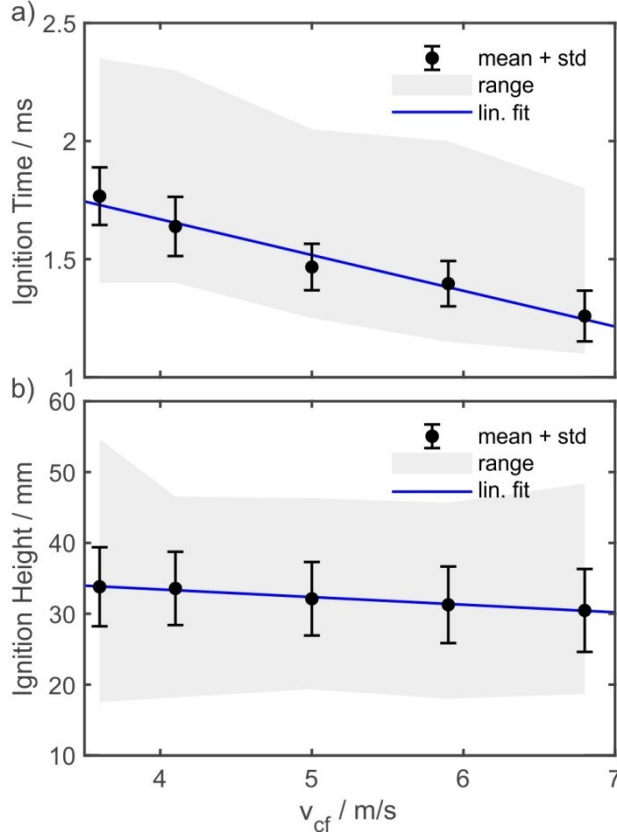 a)
2.5
2
1.5
1
Ignition Time / ms
mean + std
range
lin. fit
b)
60
50
40
30
20
10
Ignition Height / mm
mean + std
range
lin. fit
4
5
6
7
v_cf / m/s